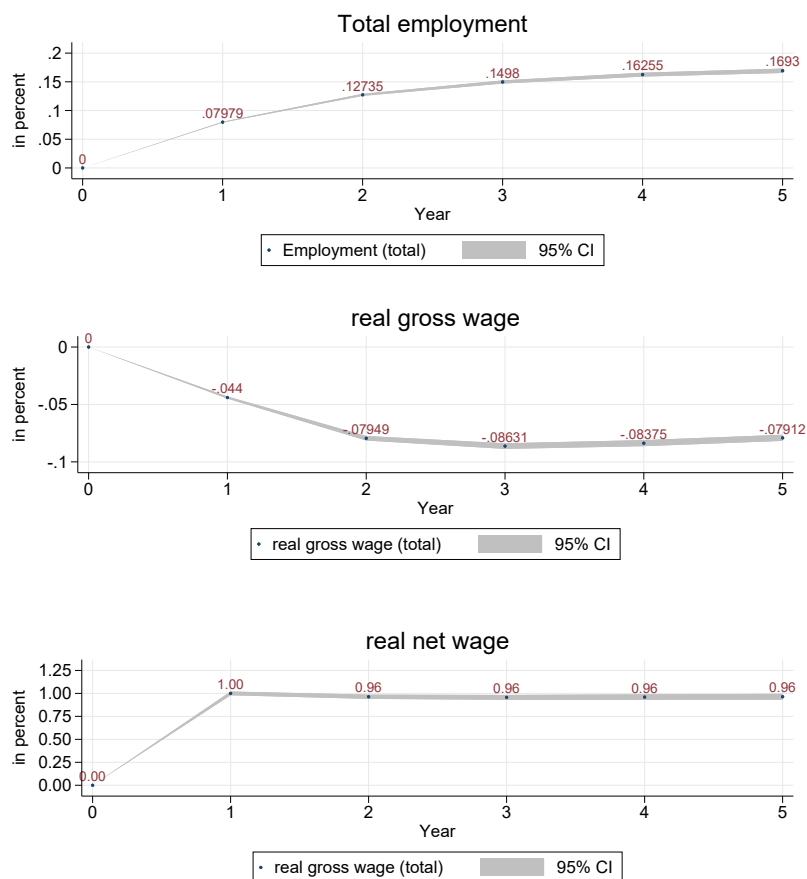 Total employment
in percent
.2
.15
.1
.05
0
0
.07979
.12735
.1498
.16255
.1693
0 1 2 3 4 5
Year
Employment (total) 95% CI
real gross wage
in percent
0
-.05
-.1
0
-.044
-.07949
-.08631
-.08375
-.07912
0 1 2 3 4 5
Year
real gross wage (total) 95% CI
real net wage
in percent
1.25
1.00
0.75
0.50
0.25
0.00
0.00
1.00
0.96
0.96
0.96
0.96
0 1 2 3 4 5
Year
real gross wage (total) 95% CI